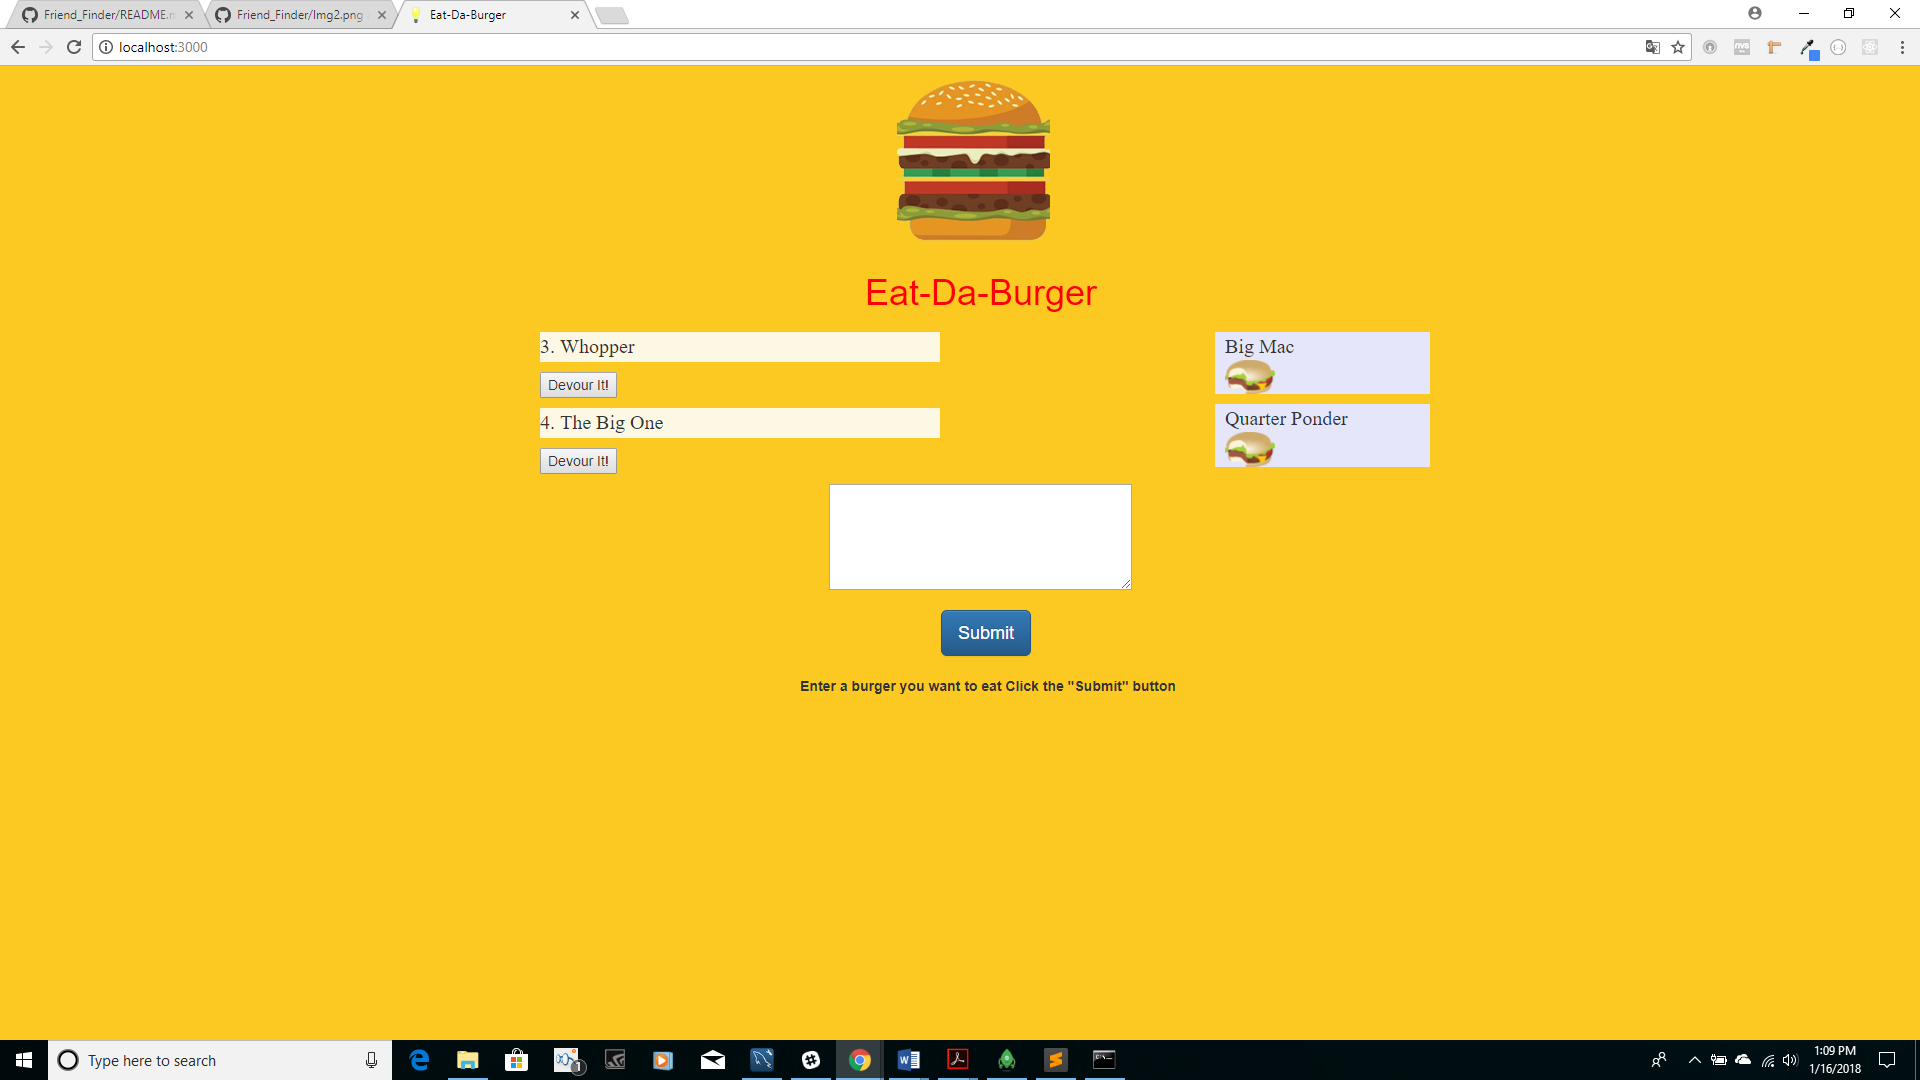 Friend_Finder/README.m
Friend_Finder/Img2.png
Eat-Da-Burger
localhost:3000
Eat-Da-Burger
3. Whopper
Devour It!
4. The Big One
Devour It!
Big Mac
Quarter Ponder
Submit
Enter a burger you want to eat Click the "Submit" button
Type here to search
1
1:09 PM
1/16/2018